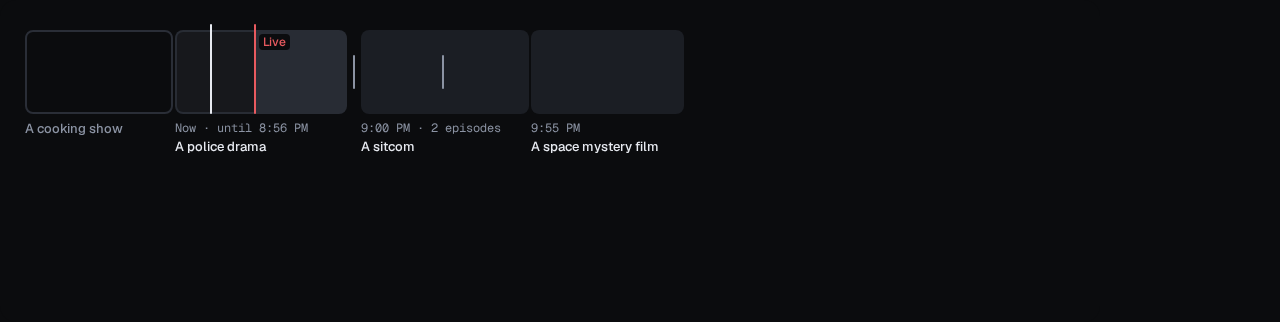 Live
A cooking show
Now · until 8:56 PM
A police drama
9:00 PM · 2 episodes
A sitcom
9:55 PM
A space mystery film